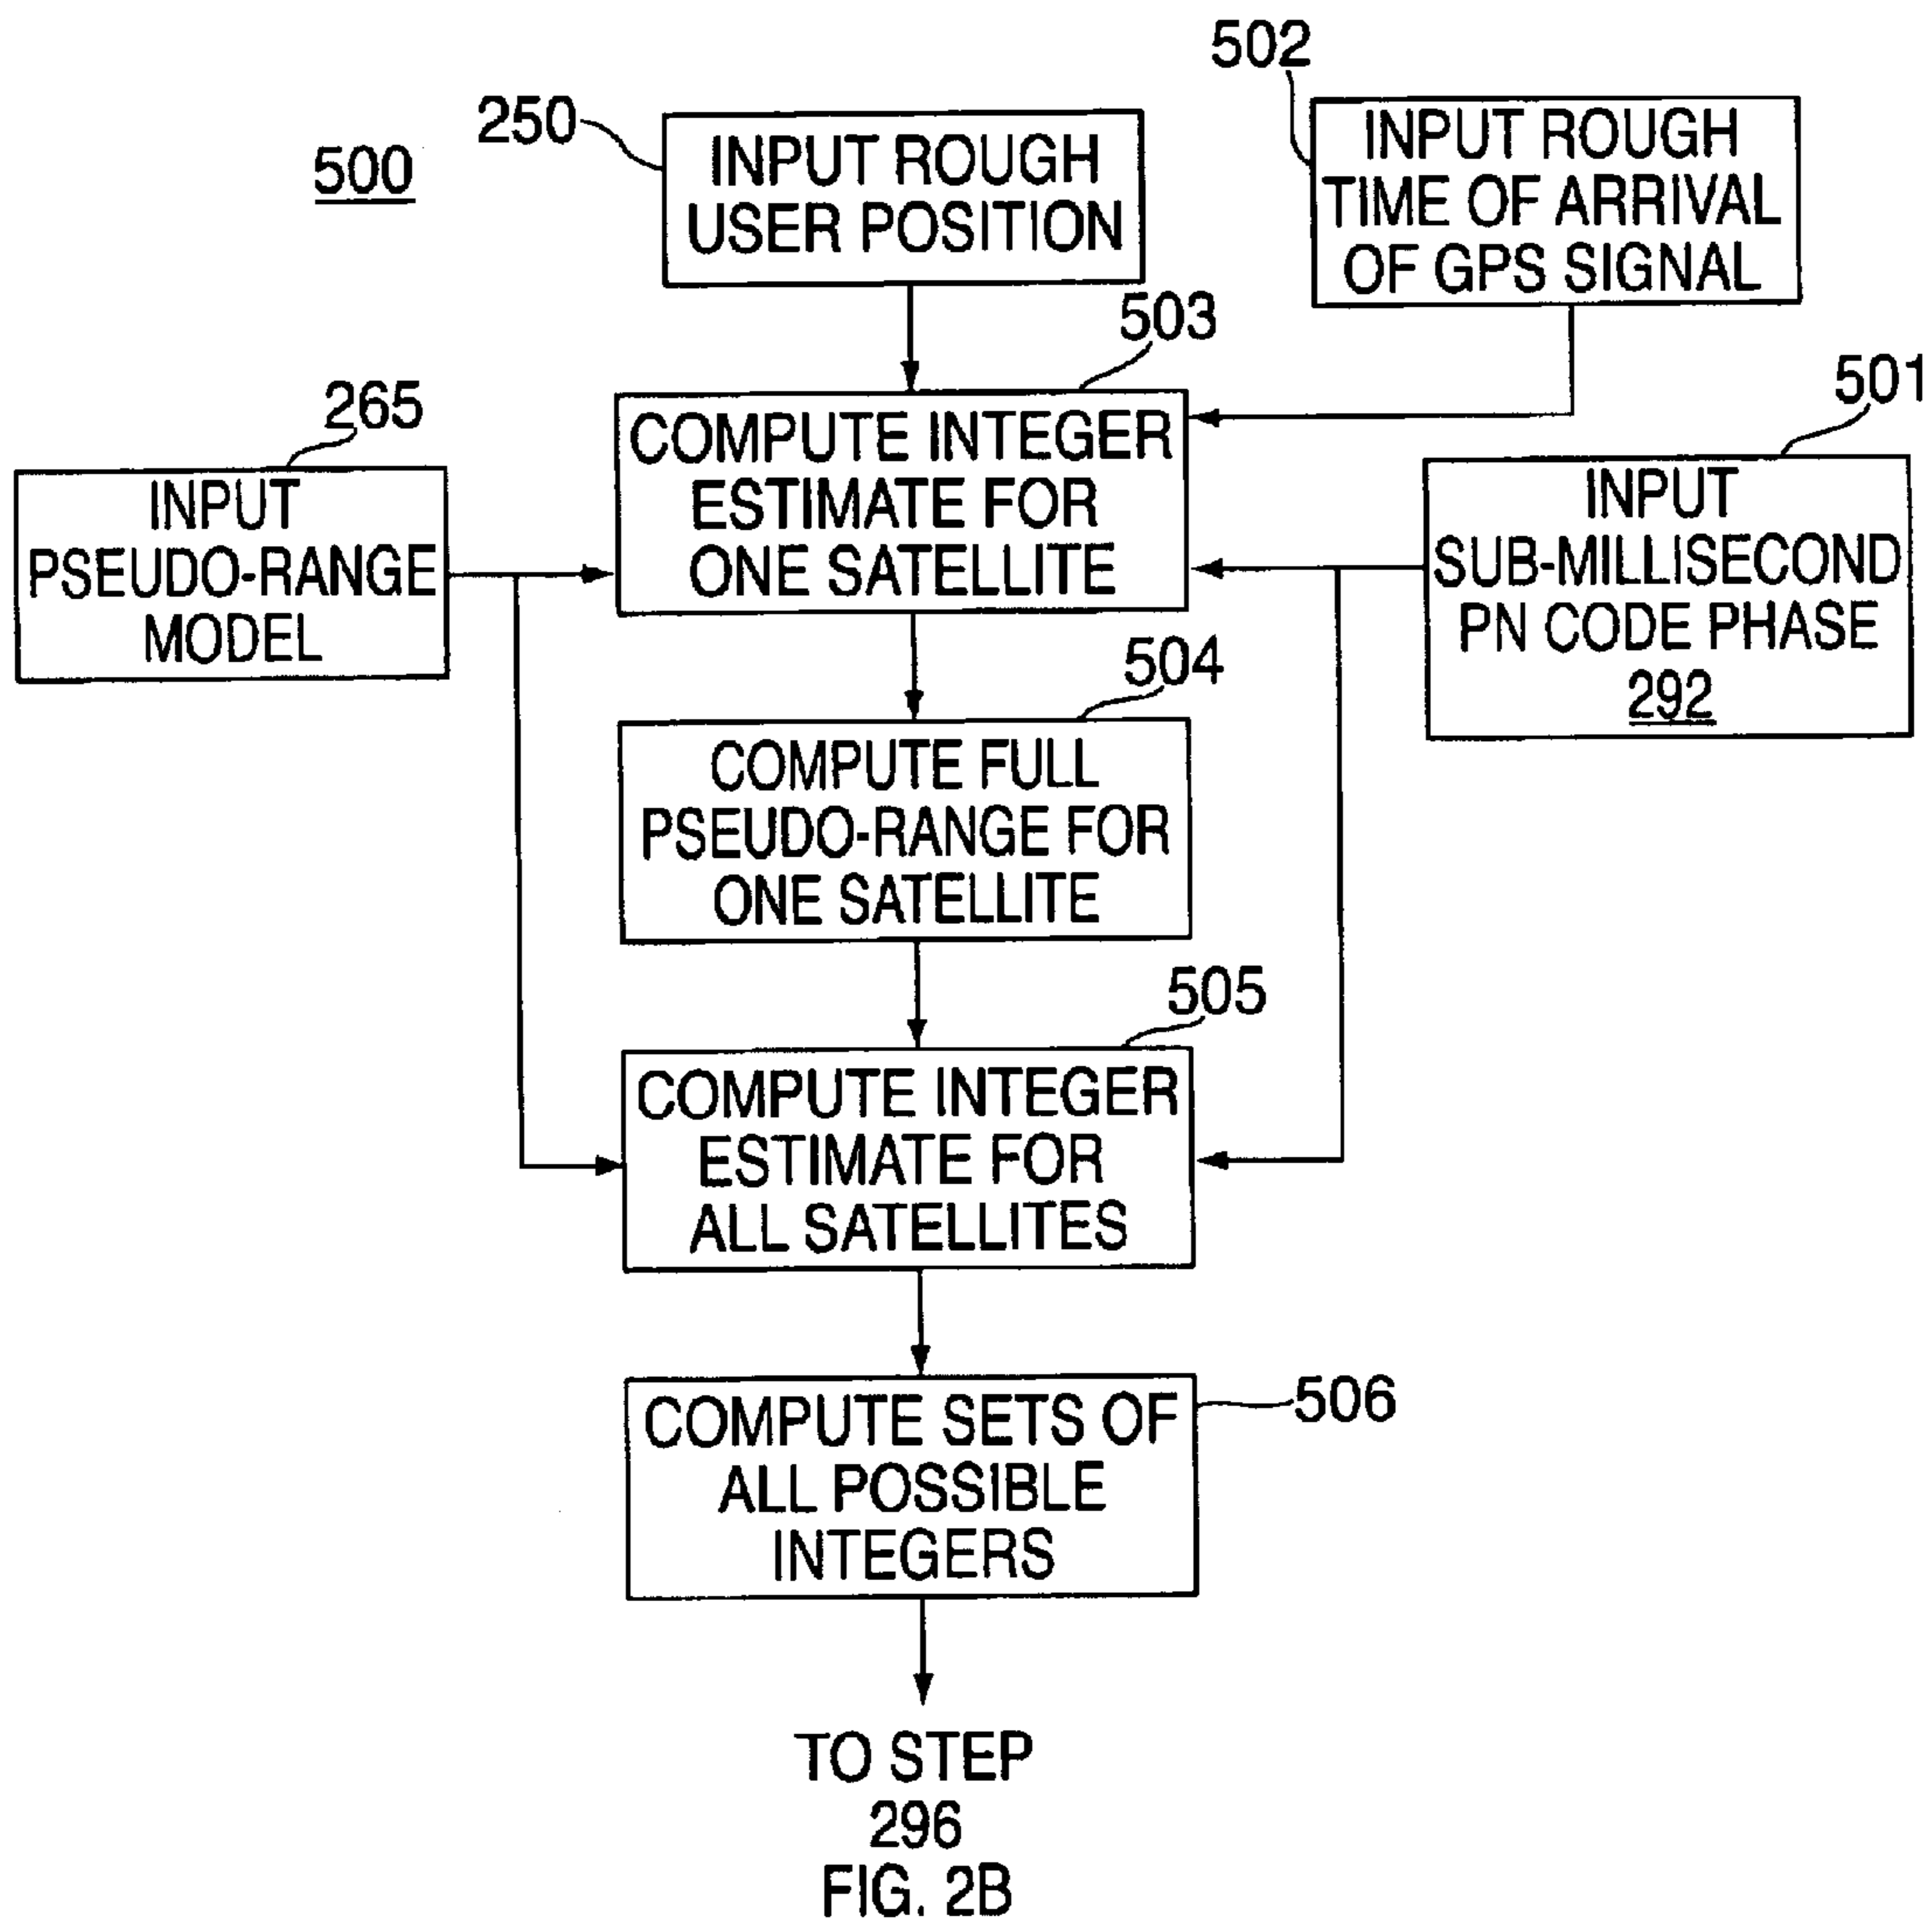 500
250
INPUT ROUGH
USER POSITION
502
INPUT ROUGH
TIME OF ARRIVAL
OF GPS SIGNAL
265
INPUT
PSEUDO-RANGE
MODEL
503
COMPUTE INTEGER
ESTIMATE FOR
ONE SATELLITE
501
INPUT
SUB-MILLISECOND
PN CODE PHASE
292
504
COMPUTE FULL
PSEUDO-RANGE FOR
ONE SATELLITE
505
COMPUTE INTEGER
ESTIMATE FOR
ALL SATELLITES
506
COMPUTE SETS OF
ALL POSSIBLE
INTEGERS
TO STEP
296
FIG. 2B